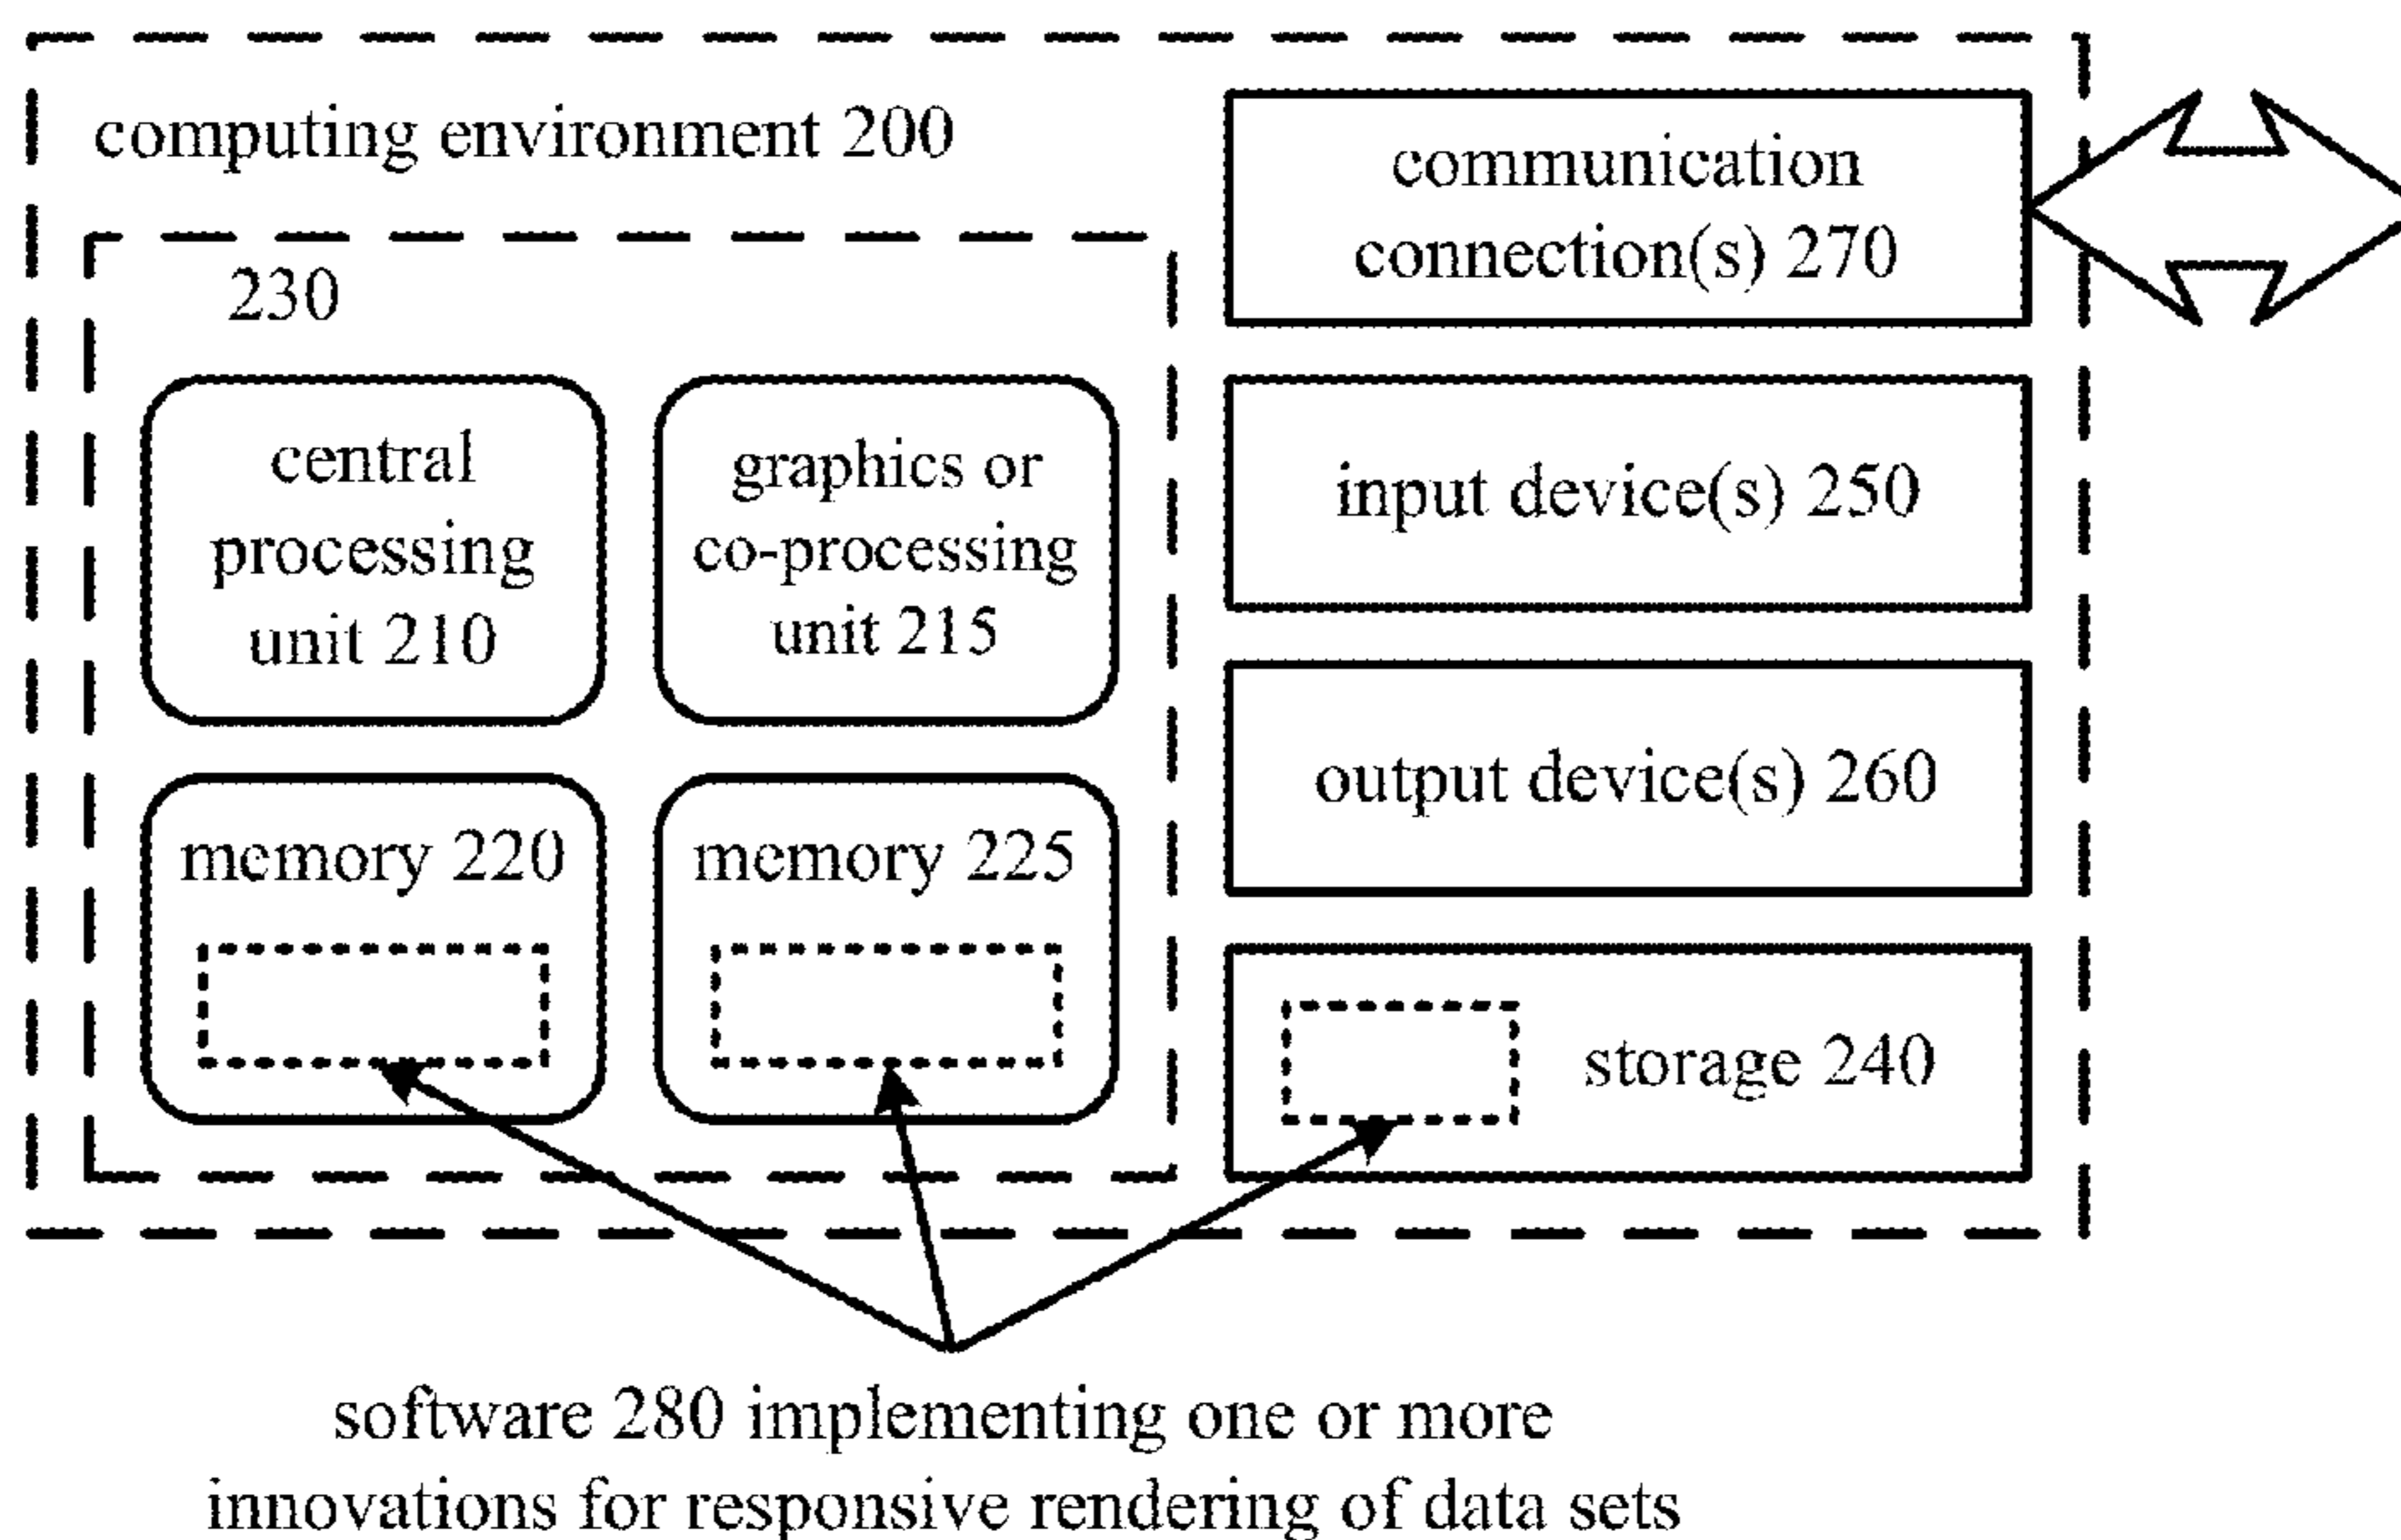 computing environment 200
230
central
processing
unit 210
graphics or
co-processing
unit 215
memory 220
memory 225
communication
connection(s) 270
input device(s) 250
output device(s) 260
storage 240
software 280 implementing one or more
innovations for responsive rendering of data sets